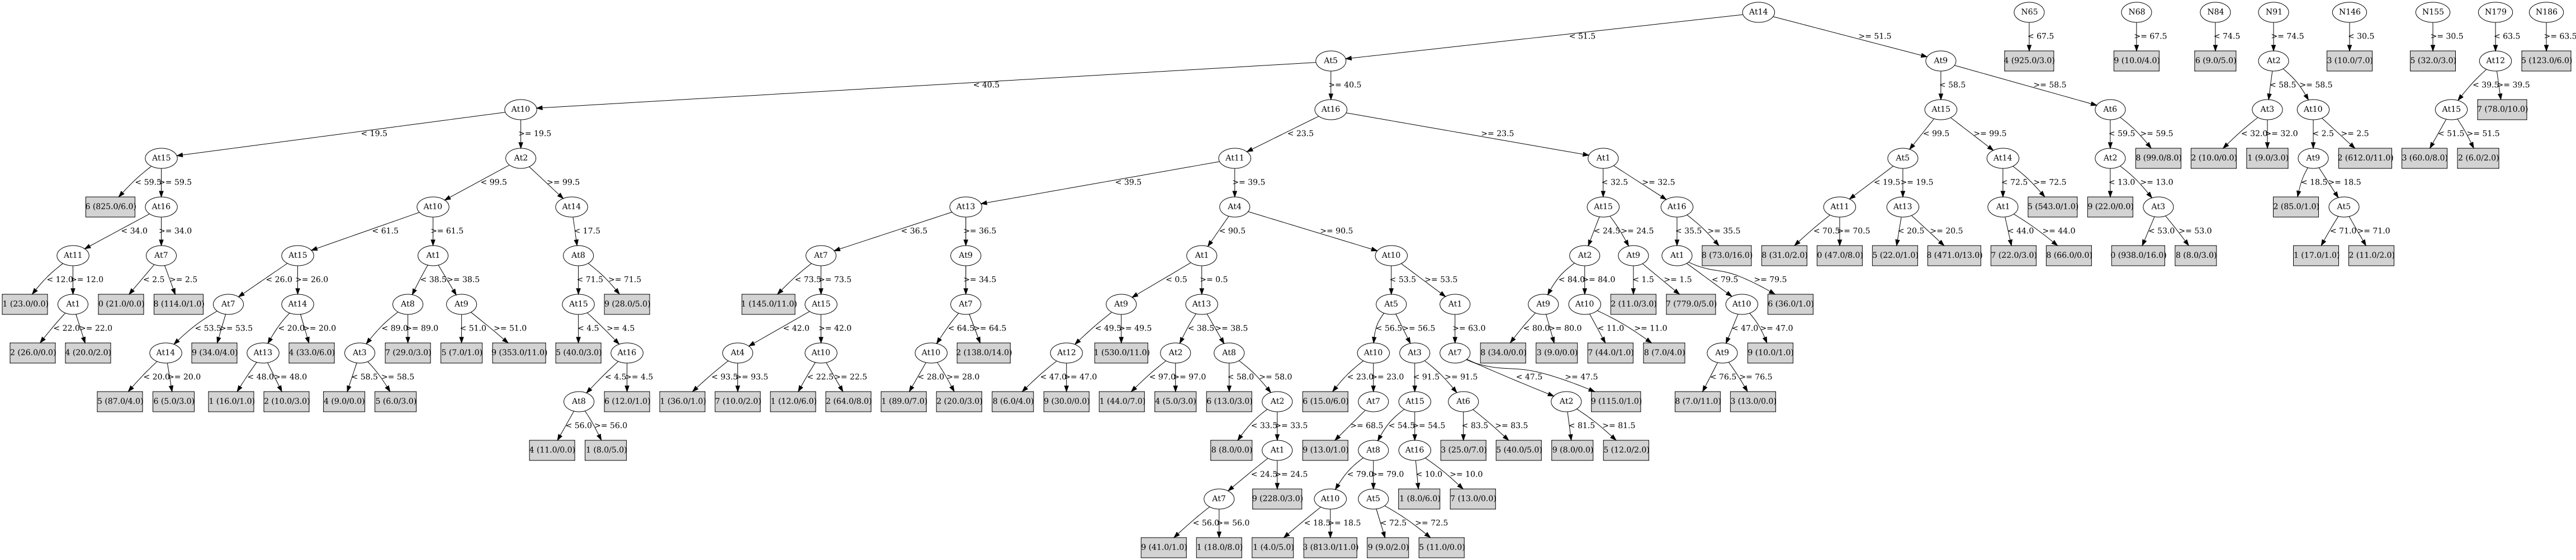 At14 N65 N68 N84 N91 N146 N155 N179 N186
< 51.5 >= 51.5 < 67.5 >= 67.5 < 74.5 >= 74.5 < 30.5 >= 30.5 < 63.5 >= 63.5
At5 At9 4 (925.0/3.0) 9 (10.0/4.0) 6 (9.0/5.0) At2 3 (10.0/7.0) 5 (32.0/3.0) At12 5 (123.0/6.0)
< 40.5 >= 40.5 < 58.5 >= 58.5 < 58.5 >= 58.5 < 39.5 >= 39.5
At10 At16 At15 At6 At3 At10 At15 7 (78.0/10.0)
< 19.5 >= 19.5 < 23.5 >= 23.5 < 99.5 >= 99.5 < 59.5 >= 59.5 < 32.0 >= 32.0 < 2.5 >= 2.5 < 51.5 >= 51.5
At15 At2 At11 At1 At5 At14 At2 8 (99.0/8.0) 2 (10.0/0.0) 1 (9.0/3.0) At9 2 (612.0/11.0) 3 (60.0/8.0) 2 (6.0/2.0)
< 59.5 >= 59.5 < 99.5 >= 99.5 < 39.5 >= 39.5 < 32.5 >= 32.5 < 19.5 >= 19.5 < 72.5 >= 72.5 < 13.0 >= 13.0 < 18.5 >= 18.5
6 (825.0/6.0) At16 At10 At14 At13 At4 At15 At16 At11 At13 At1 5 (543.0/1.0) 9 (22.0/0.0) At3 2 (85.0/1.0) At5
< 34.0 >= 34.0 < 61.5 >= 61.5 < 17.5 < 36.5 >= 36.5 < 90.5 >= 90.5 < 24.5 >= 24.5 < 35.5 >= 35.5 < 70.5 >= 70.5 < 20.5 >= 20.5 < 44.0 >= 44.0 < 53.0 >= 53.0 < 71.0 >= 71.0
At11 At7 At15 At1 At8 At7 At9 At1 At10 At2 At9 At1 8 (73.0/16.0) 8 (31.0/2.0) 0 (47.0/8.0) 5 (22.0/1.0) 8 (471.0/13.0) 7 (22.0/3.0) 8 (66.0/0.0) 0 (938.0/16.0) 8 (8.0/3.0) 1 (17.0/1.0) 2 (11.0/2.0)
< 12.0 >= 12.0 < 2.5 >= 2.5 < 26.0 >= 26.0 < 38.5 >= 38.5 < 71.5 >= 71.5 < 73.5 >= 73.5 >= 34.5 < 0.5 >= 0.5 < 53.5 >= 53.5 < 84.0 >= 84.0 < 1.5 >= 1.5 < 79.5 >= 79.5
1 (23.0/0.0) At1 0 (21.0/0.0) 8 (114.0/1.0) At7 At14 At8 At9 At15 9 (28.0/5.0) 1 (145.0/11.0) At15 At7 At9 At13 At5 At1 At9 At10 2 (11.0/3.0) 7 (779.0/5.0) At10 6 (36.0/1.0)
< 22.0 >= 22.0 < 53.5 >= 53.5 < 20.0 >= 20.0 < 89.0 >= 89.0 < 51.0 >= 51.0 < 4.5 >= 4.5 < 42.0 >= 42.0 < 64.5 >= 64.5 < 49.5 >= 49.5 < 38.5 >= 38.5 < 56.5 >= 56.5 >= 63.0 < 80.0 >= 80.0 < 11.0 >= 11.0 < 47.0 >= 47.0
2 (26.0/0.0) 4 (20.0/2.0) At14 9 (34.0/4.0) At13 4 (33.0/6.0) At3 7 (29.0/3.0) 5 (7.0/1.0) 9 (353.0/11.0) 5 (40.0/3.0) At16 At4 At10 At10 2 (138.0/14.0) At12 1 (530.0/11.0) At2 At8 At10 At3 At7 8 (34.0/0.0) 3 (9.0/0.0) 7 (44.0/1.0) 8 (7.0/4.0) At9 9 (10.0/1.0)
< 20.0 >= 20.0 < 48.0 >= 48.0 < 58.5 >= 58.5 < 4.5 >= 4.5 < 93.5 >= 93.5 < 22.5 >= 22.5 < 28.0 >= 28.0 < 47.0 >= 47.0 < 97.0 >= 97.0 < 58.0 >= 58.0 < 23.0 >= 23.0 < 91.5 >= 91.5 < 47.5 >= 47.5 < 76.5 >= 76.5
5 (87.0/4.0) 6 (5.0/3.0) 1 (16.0/1.0) 2 (10.0/3.0) 4 (9.0/0.0) 5 (6.0/3.0) At8 6 (12.0/1.0) 1 (36.0/1.0) 7 (10.0/2.0) 1 (12.0/6.0) 2 (64.0/8.0) 1 (89.0/7.0) 2 (20.0/3.0) 8 (6.0/4.0) 9 (30.0/0.0) 1 (44.0/7.0) 4 (5.0/3.0) 6 (13.0/3.0) At2 6 (15.0/6.0) At7 At15 At6 At2 9 (115.0/1.0) 8 (7.0/11.0) 3 (13.0/0.0)
< 56.0 >= 56.0 < 33.5 >= 33.5 >= 68.5 < 54.5 >= 54.5 < 83.5 >= 83.5 < 81.5 >= 81.5
4 (11.0/0.0) 1 (8.0/5.0) 8 (8.0/0.0) At1 9 (13.0/1.0) At8 At16 3 (25.0/7.0) 5 (40.0/5.0) 9 (8.0/0.0) 5 (12.0/2.0)
< 24.5 >= 24.5 < 79.0 >= 79.0 < 10.0 >= 10.0
At7 9 (228.0/3.0) At10 At5 1 (8.0/6.0) 7 (13.0/0.0)
< 56.0 >= 56.0 < 18.5 >= 18.5 < 72.5 >= 72.5
9 (41.0/1.0) 1 (18.0/8.0) 1 (4.0/5.0) 3 (813.0/11.0) 9 (9.0/2.0) 5 (11.0/0.0)